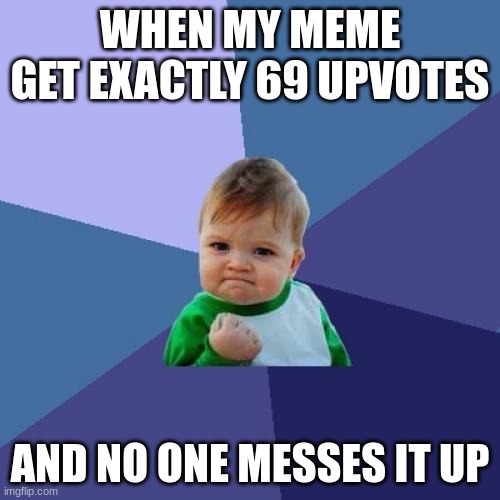 WHEN MY MEME
GET EXACTLY 69 UPVOTES
AND NO ONE MESSES IT UP
imgflip.com